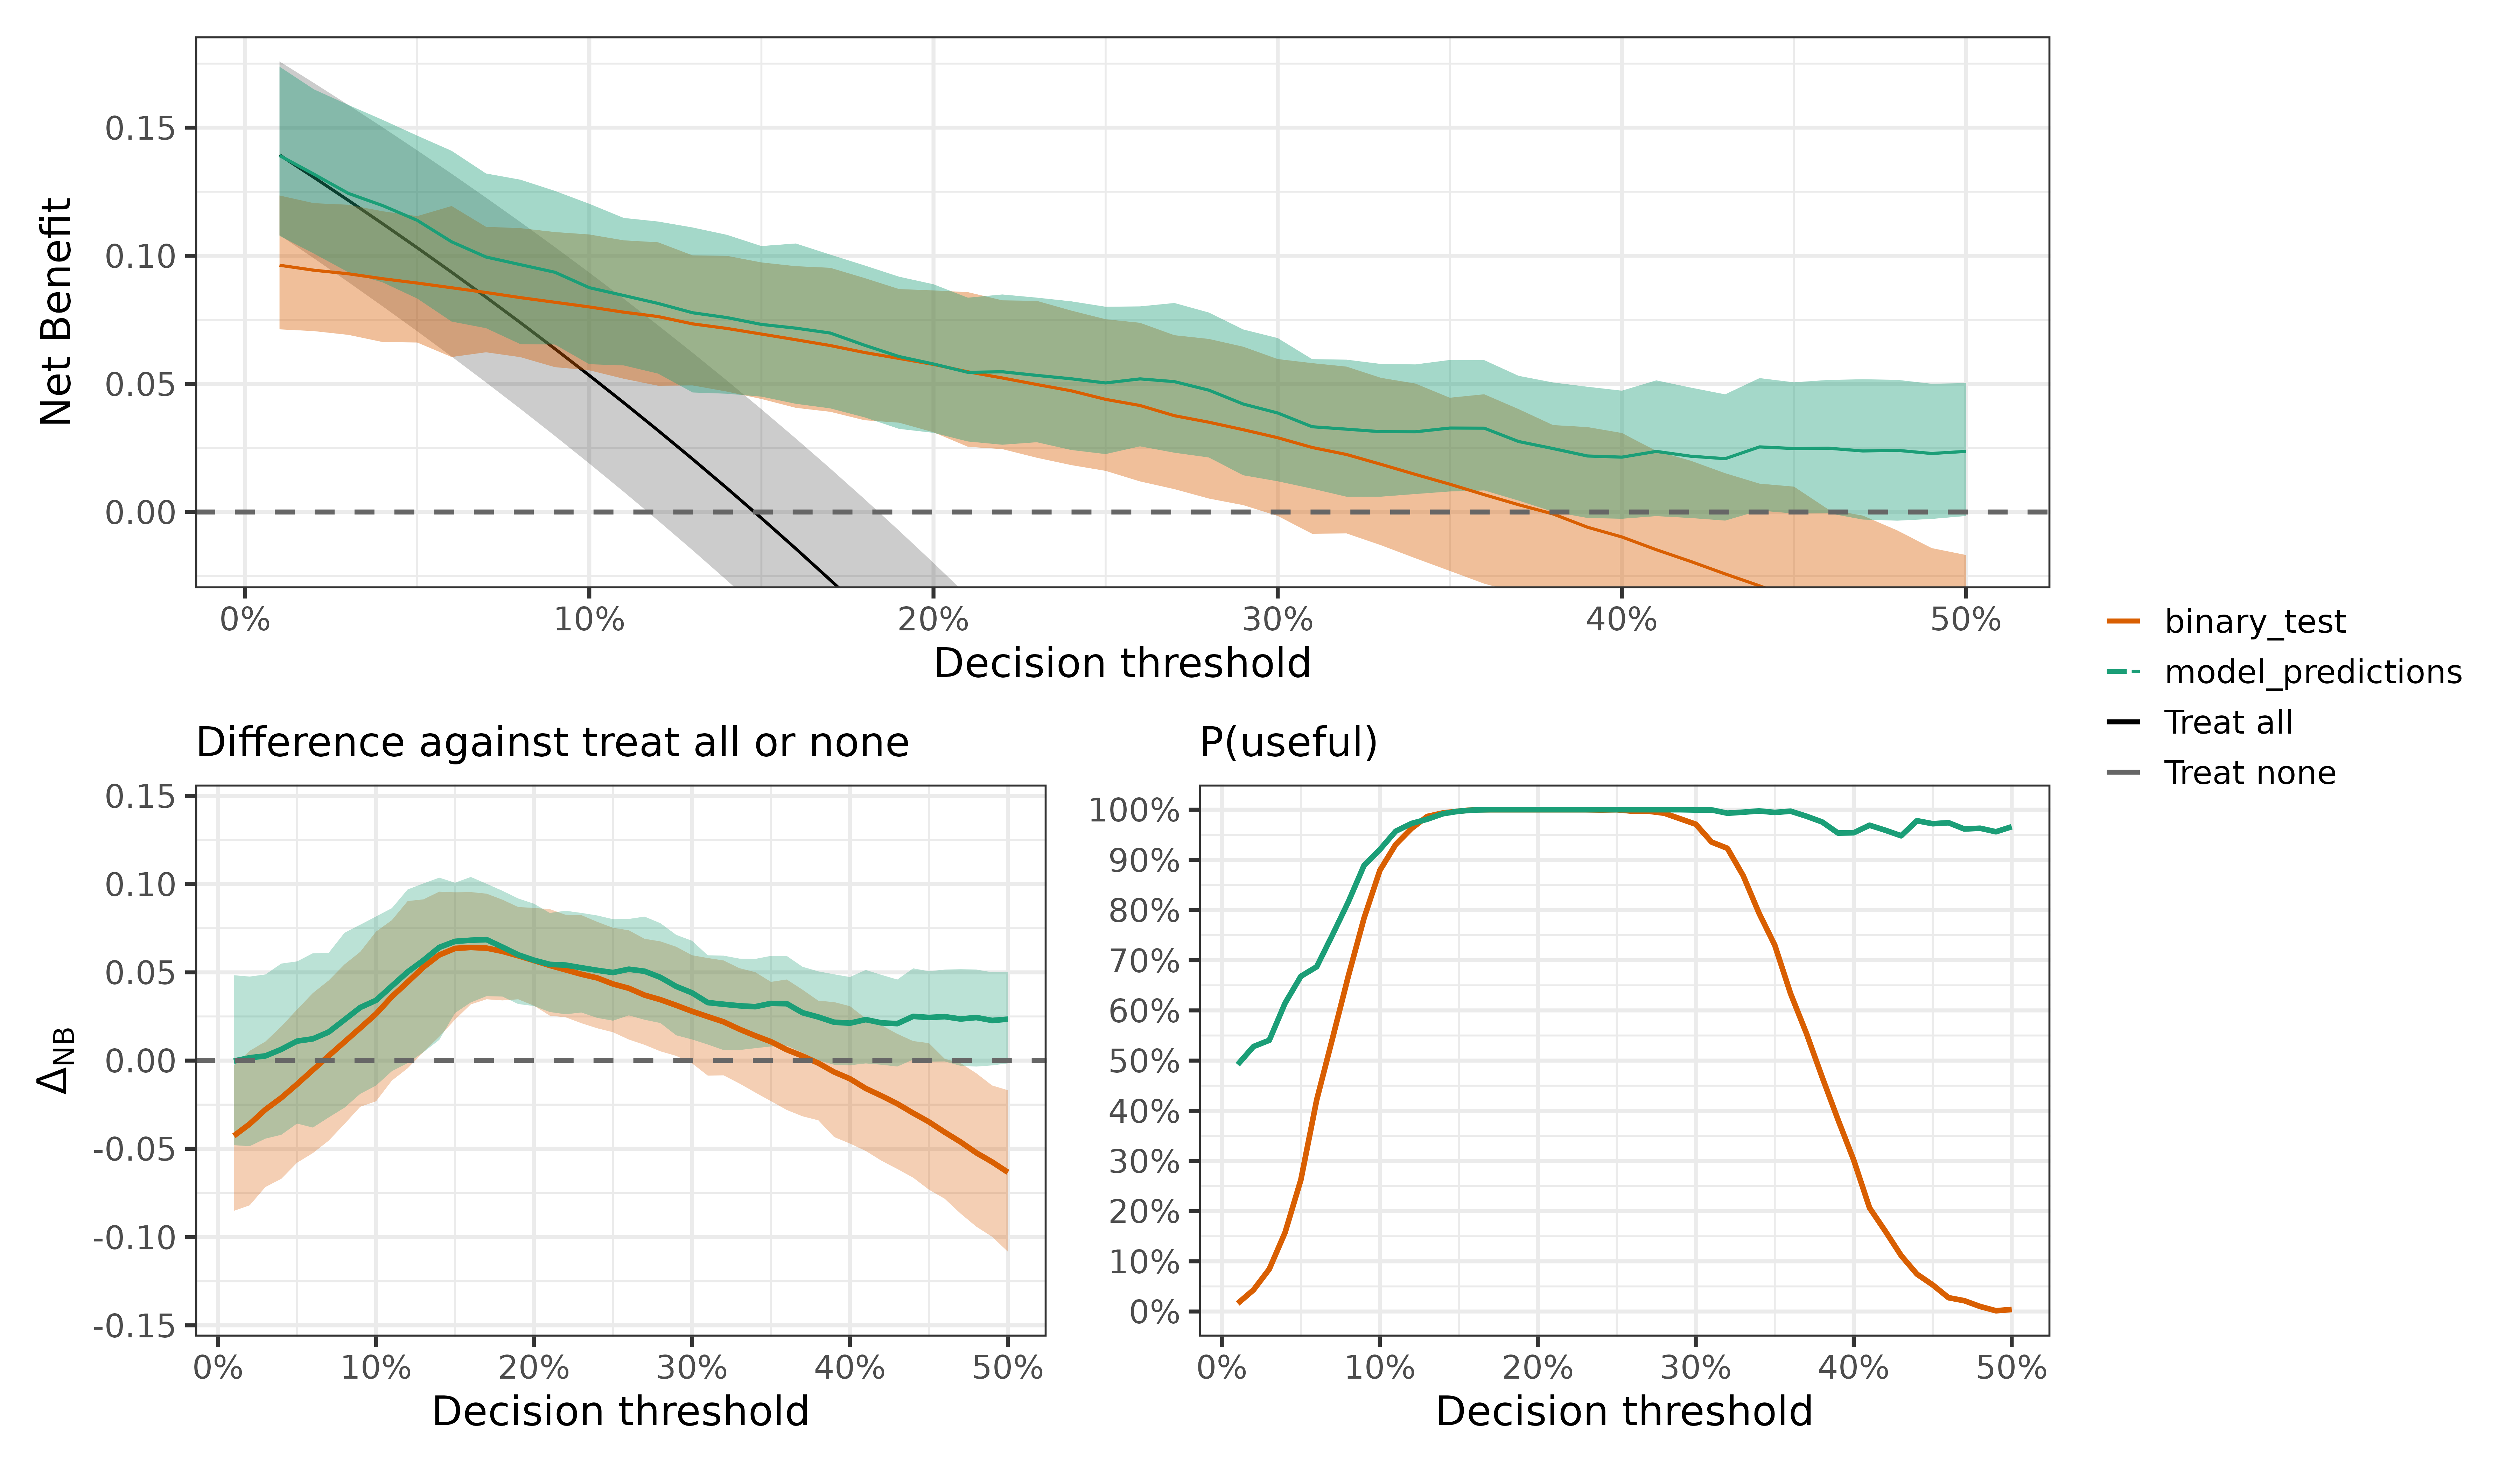 Net Benefit
0.15
0.10
0.05
0.00
0% 10% 20% 30% 40% 50%
Decision threshold
binary_test
model_predictions
Treat all
Treat none
Difference against treat all or none
ΔNB
0.15
0.10
0.05
0.00
-0.05
-0.10
-0.15
0% 10% 20% 30% 40% 50%
Decision threshold
P(useful)
100%
90%
80%
70%
60%
50%
40%
30%
20%
10%
0%
0% 10% 20% 30% 40% 50%
Decision threshold